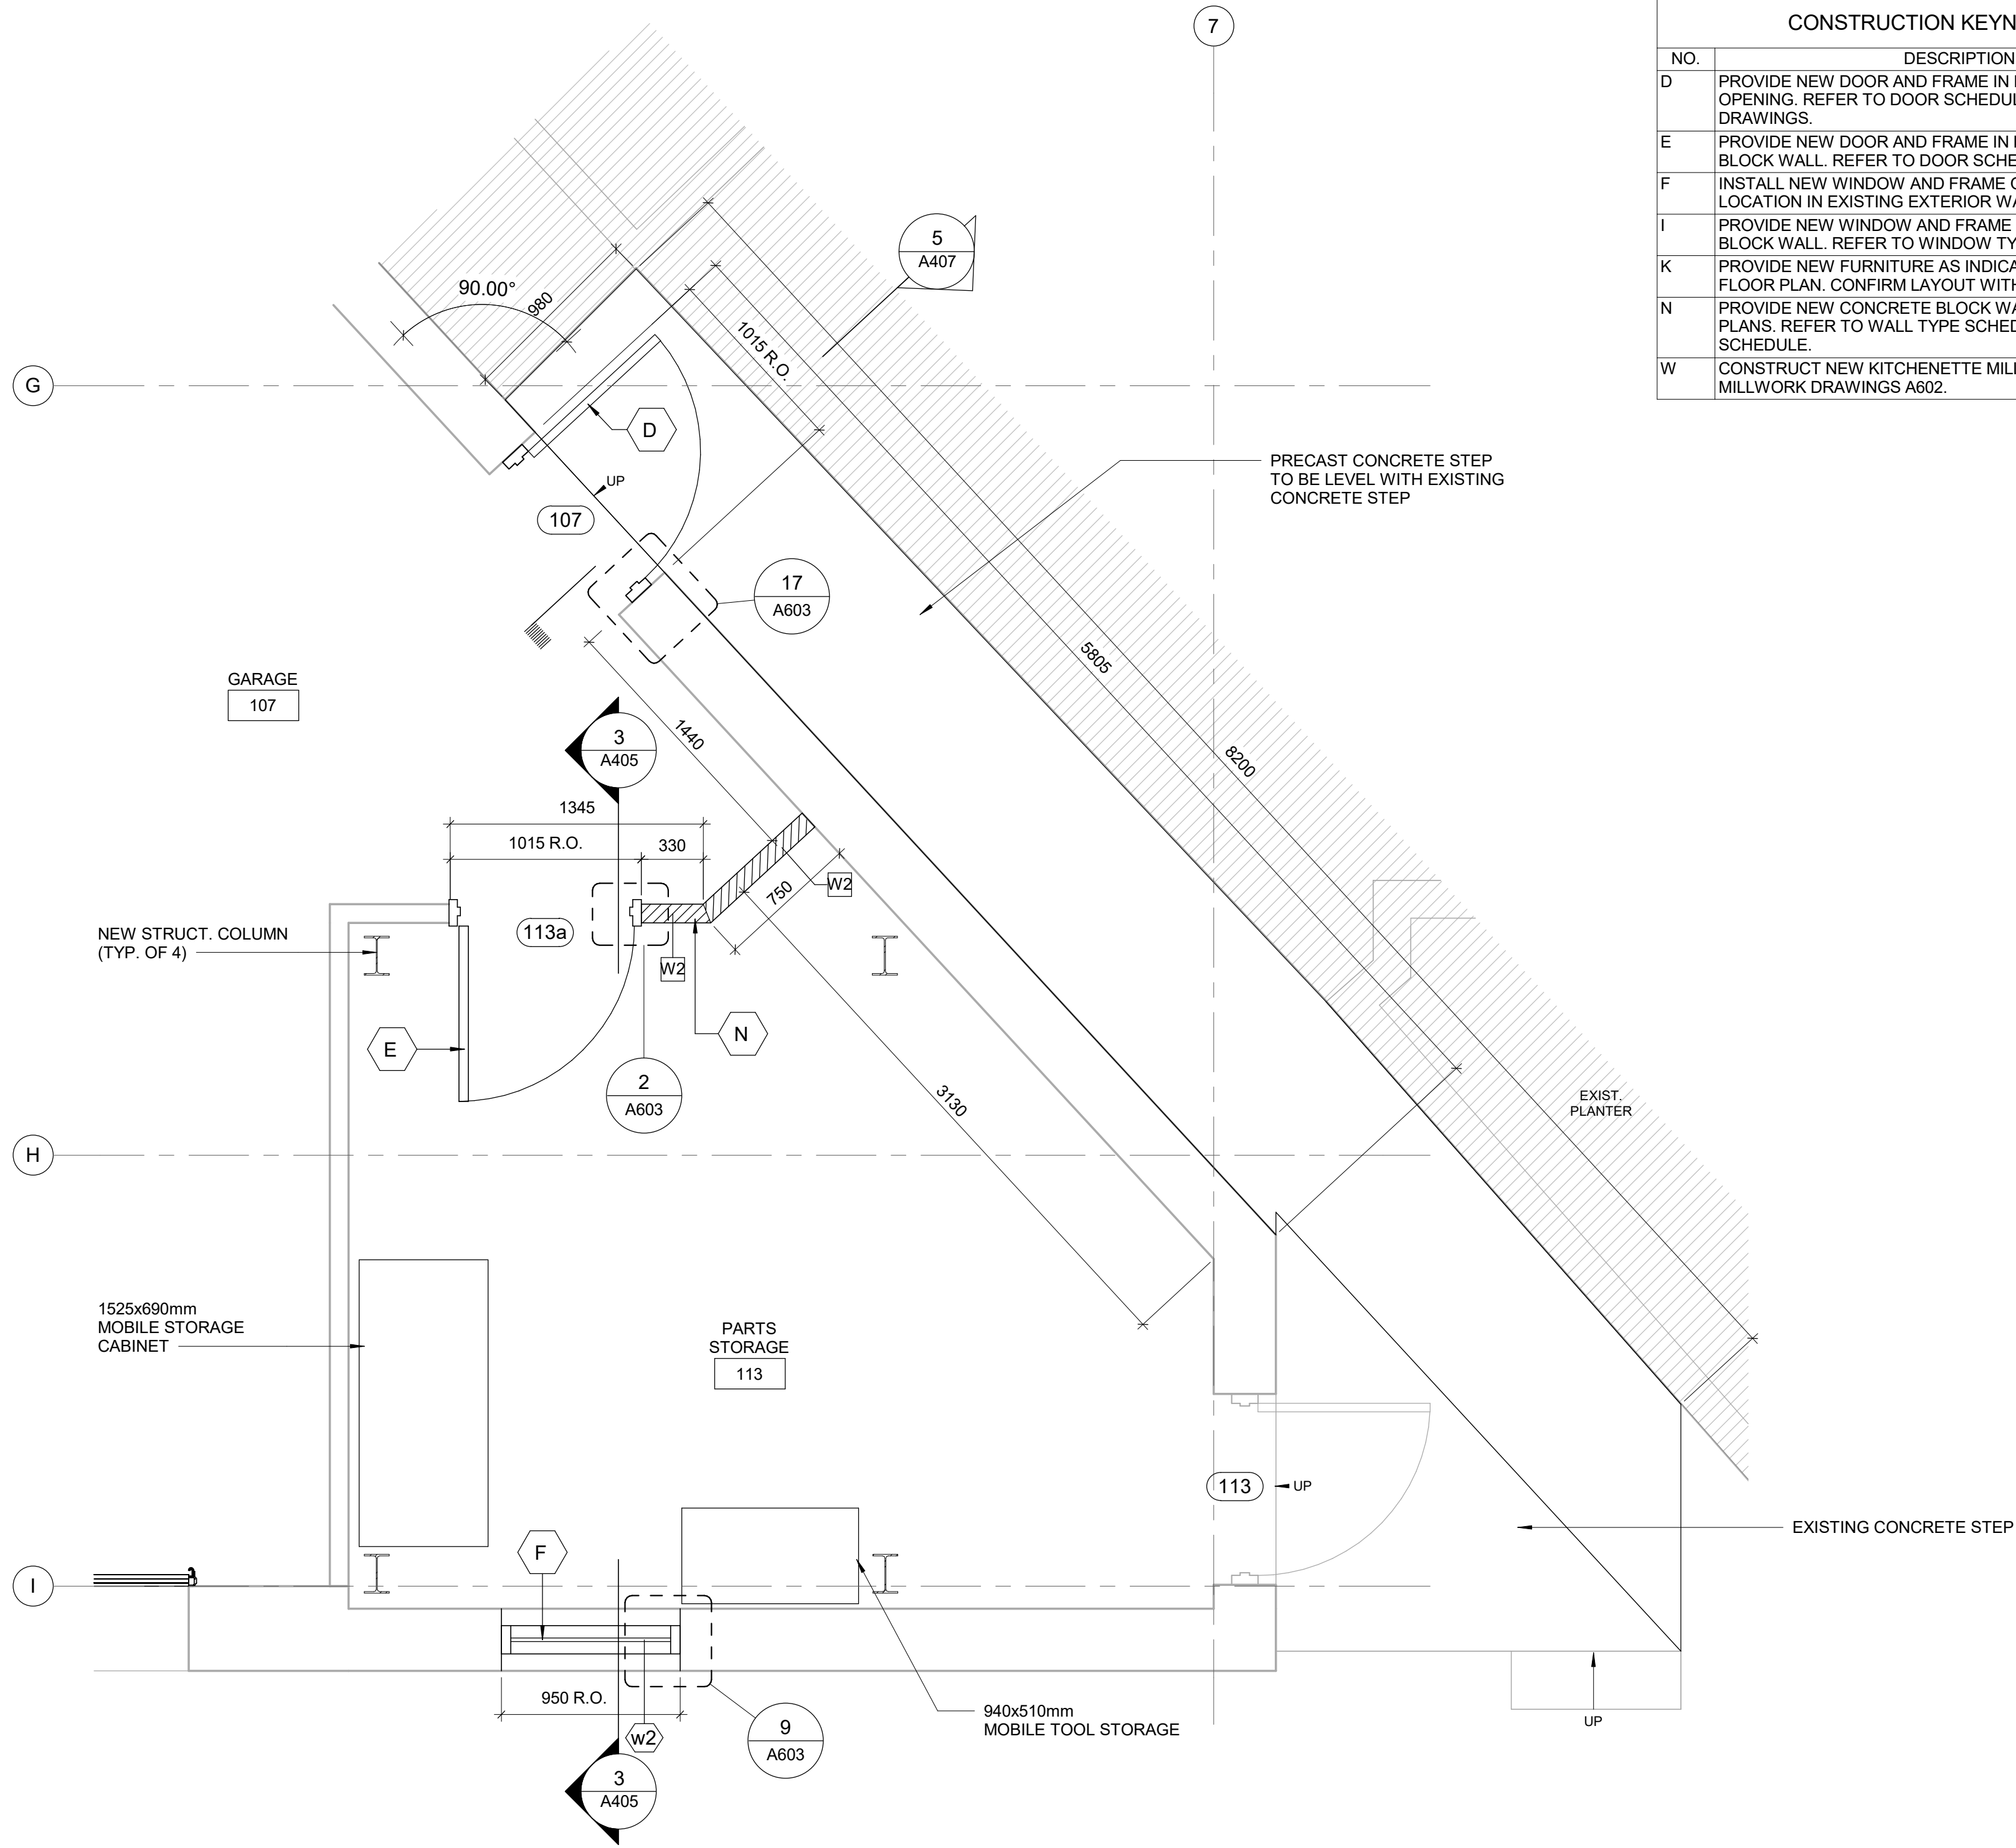 7
CONSTRUCTION KEYN
NO.
DESCRIPTION
D
PROVIDE NEW DOOR AND FRAME IN
OPENING. REFER TO DOOR SCHEDUL
DRAWINGS.
E
PROVIDE NEW DOOR AND FRAME IN
BLOCK WALL. REFER TO DOOR SCHE
F
INSTALL NEW WINDOW AND FRAME
LOCATION IN EXISTING EXTERIOR WA
I
PROVIDE NEW WINDOW AND FRAME
BLOCK WALL. REFER TO WINDOW TY
K
PROVIDE NEW FURNITURE AS INDICA
FLOOR PLAN. CONFIRM LAYOUT WITH
N
PROVIDE NEW CONCRETE BLOCK WA
PLANS. REFER TO WALL TYPE SCHED
SCHEDULE.
W
CONSTRUCT NEW KITCHENETTE MIL
MILLWORK DRAWINGS A602.
5
A407
90.00°
980
1015 R.O.
G
D
PRECAST CONCRETE STEP
TO BE LEVEL WITH EXISTING
CONCRETE STEP
UP
107
17
A603
5805
GARAGE
107
1440
3
A405
8200
1345
1015 R.O.
330
750
W2
113a
W2
NEW STRUCT. COLUMN
(TYP. OF 4)
N
E
2
A603
3130
EXIST.
PLANTER
H
1525x690mm
MOBILE STORAGE
CABINET
PARTS
STORAGE
113
113
UP
EXISTING CONCRETE STEP
F
I
950 R.O.
w2
9
A603
940x510mm
MOBILE TOOL STORAGE
UP
3
A405